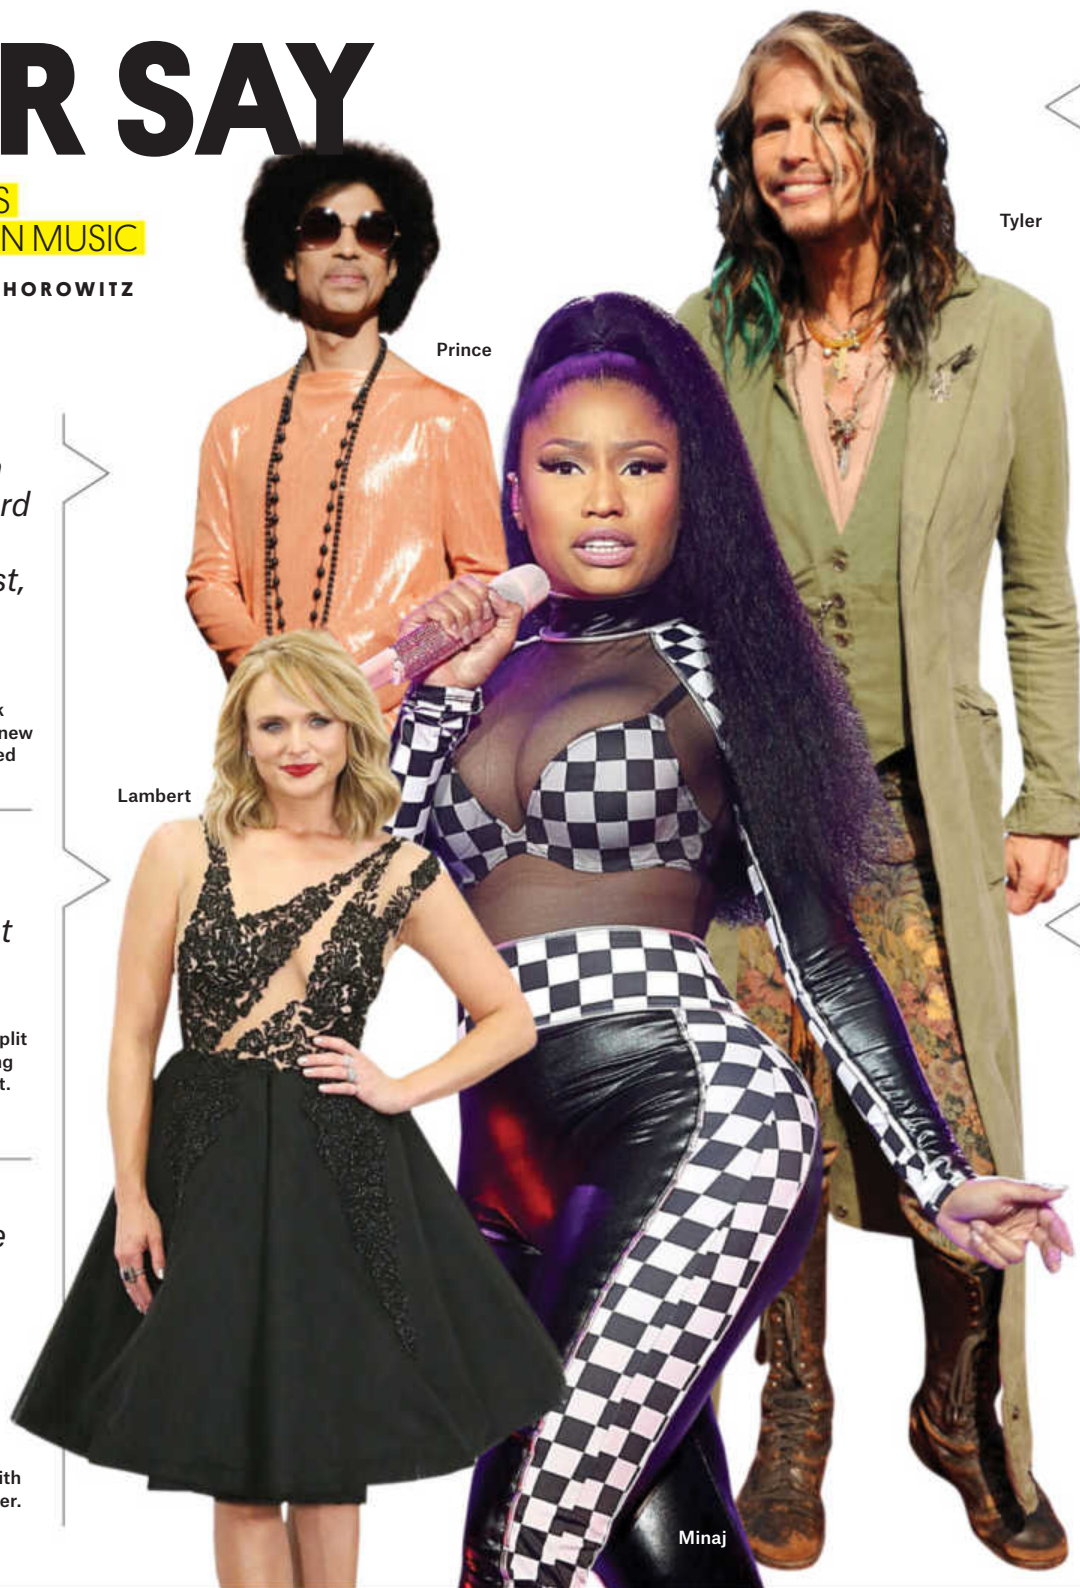 R SAY
S
N MUSIC
HOROWITZ
Tyler
Prince
rd
st,
k
new
ed
Lambert
t
plit
g
t.
e
ith
er.
Minaj